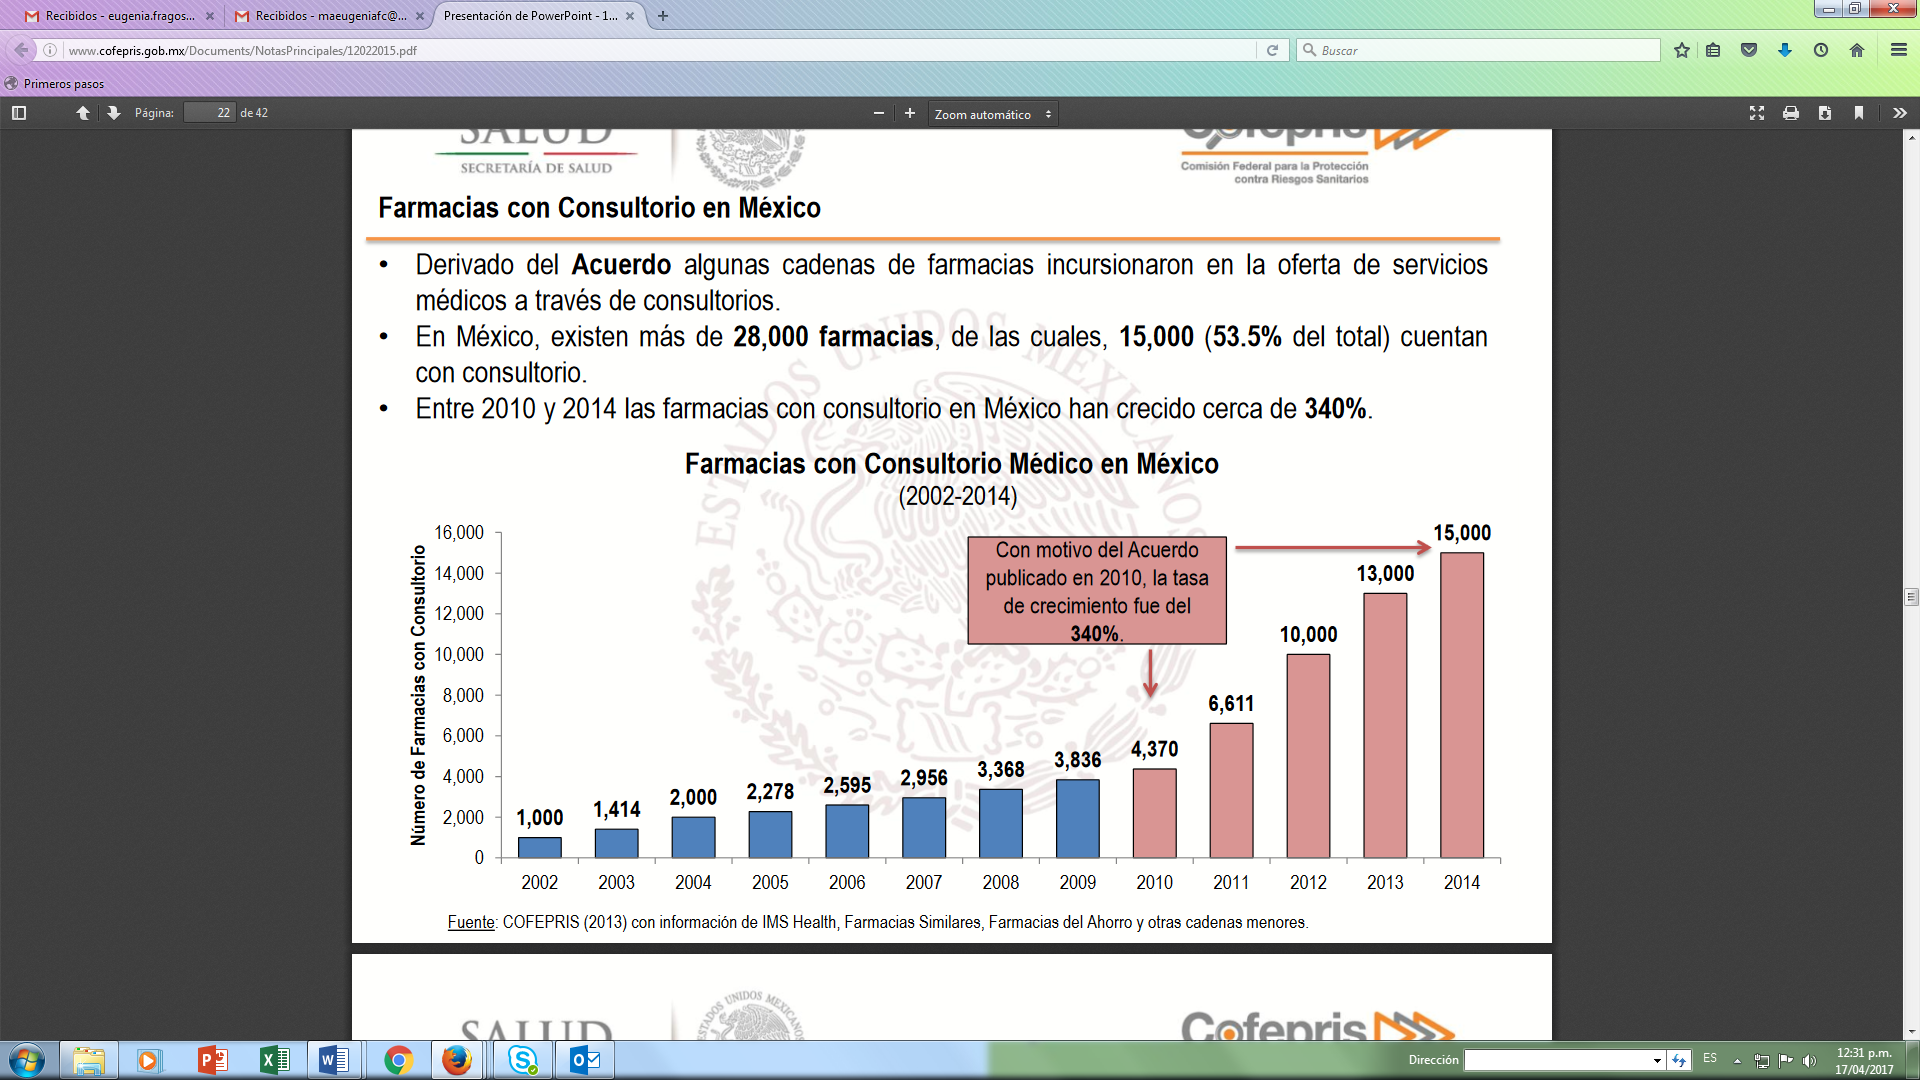 Recibidos - eugenia.fragos...
Recibidos - maeugeniafc@...
Presentación de PowerPoint - 1...
www.cofepris.gob.mx/Documents/NotasPrincipales/12022015.pdf
Buscar
Primeros pasos
Página: 22 de 42
Zoom automático
SALUD
SECRETARÍA DE SALUD
Cofepris
Comisión Federal para la Protección
contra Riesgos Sanitarios
Farmacias con Consultorio en México
• Derivado del Acuerdo algunas cadenas de farmacias incursionaron en la oferta de servicios
médicos a través de consultorios.
• En México, existen más de 28,000 farmacias, de las cuales, 15,000 (53.5% del total) cuentan
con consultorio.
• Entre 2010 y 2014 las farmacias con consultorio en México han crecido cerca de 340%.
ESTADOS UNIDOS MEXICANOS
Farmacias con Consultorio Médico en México
(2002-2014)
Número de Farmacias con Consultorio
16,000
14,000
12,000
10,000
8,000
6,000
4,000
2,000
0
Con motivo del Acuerdo
publicado en 2010, la tasa
de crecimiento fue del
340%.
1,000
1,414
2,000
2,278
2,595
2,956
3,368
3,836
4,370
6,611
10,000
13,000
15,000
2002 2003 2004 2005 2006 2007 2008 2009 2010 2011 2012 2013 2014
Fuente: COFEPRIS (2013) con información de IMS Health, Farmacias Similares, Farmacias del Ahorro y otras cadenas menores.
SALUD
ESTADOS UNIDOS MEXICANOS
Cofepris
Dirección
ES
12:31 p.m.
17/04/2017